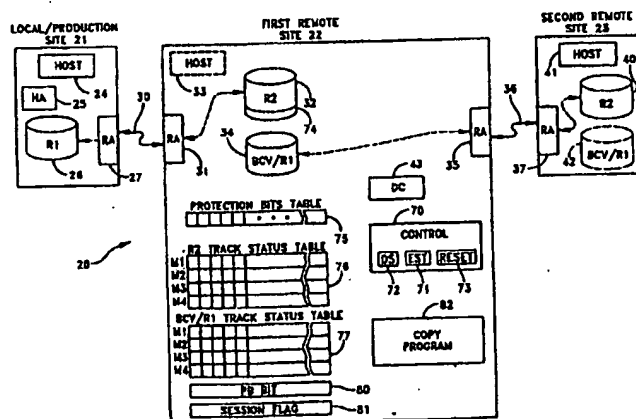 LOCAL/PRODUCTION
SITE 21
HOST
24
HA
25
R1
26
RA
27
30
20
FIRST REMOTE
SITE 22
HOST
33
RA
31
R2
32
74
34
BCV/R1
RA
35
43
DC
PROTECTION BITS TABLE
75
R2 TRACK STATUS TABLE
M1
M2
M3
M4
76
BCV/R1 TRACK STATUS TABLE
M1
M2
M3
M4
77
PB BIT
80
SESSION FLAG
81
70
CONTROL
EST
RESET
72
71
73
82
COPY
PROGRAM
SECOND REMOTE
SITE 23
41
HOST
40
R2
36
RA
37
BCV/R1
42